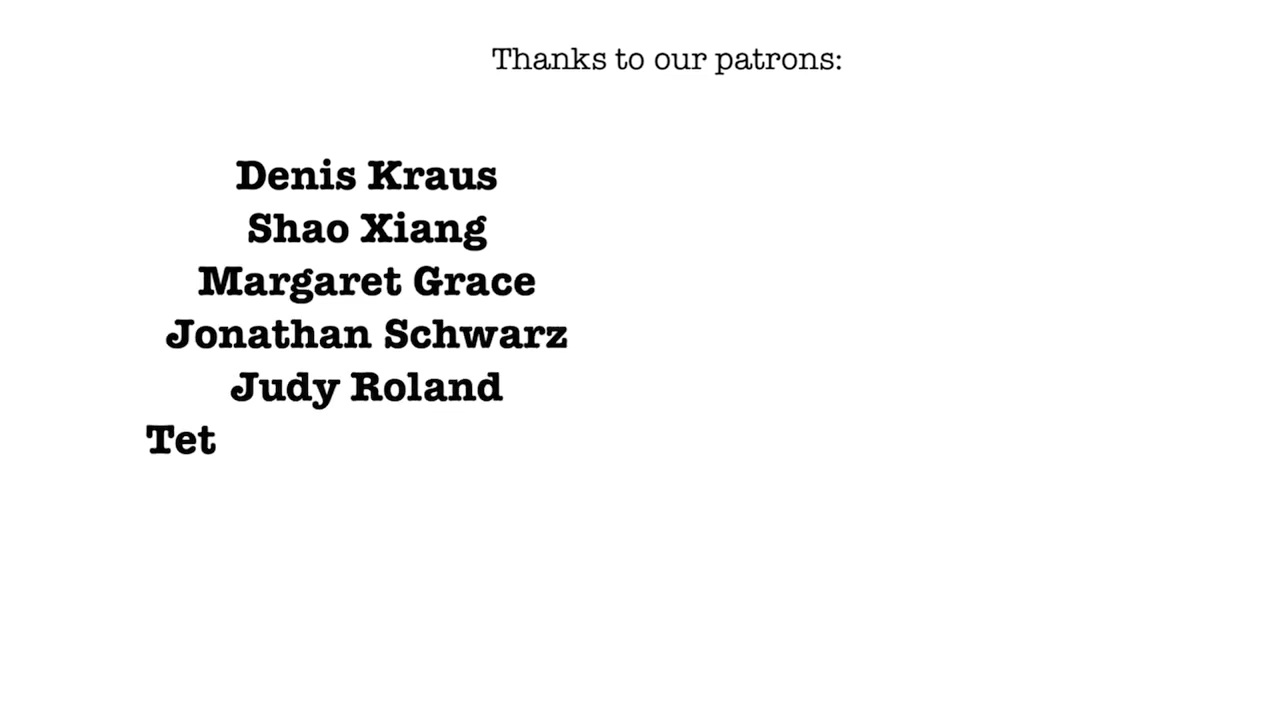 Thanks to our patrons:
Denis Kraus
Shao Xiang
Margaret Grace
Jonathan Schwarz
Judy Roland
Tet